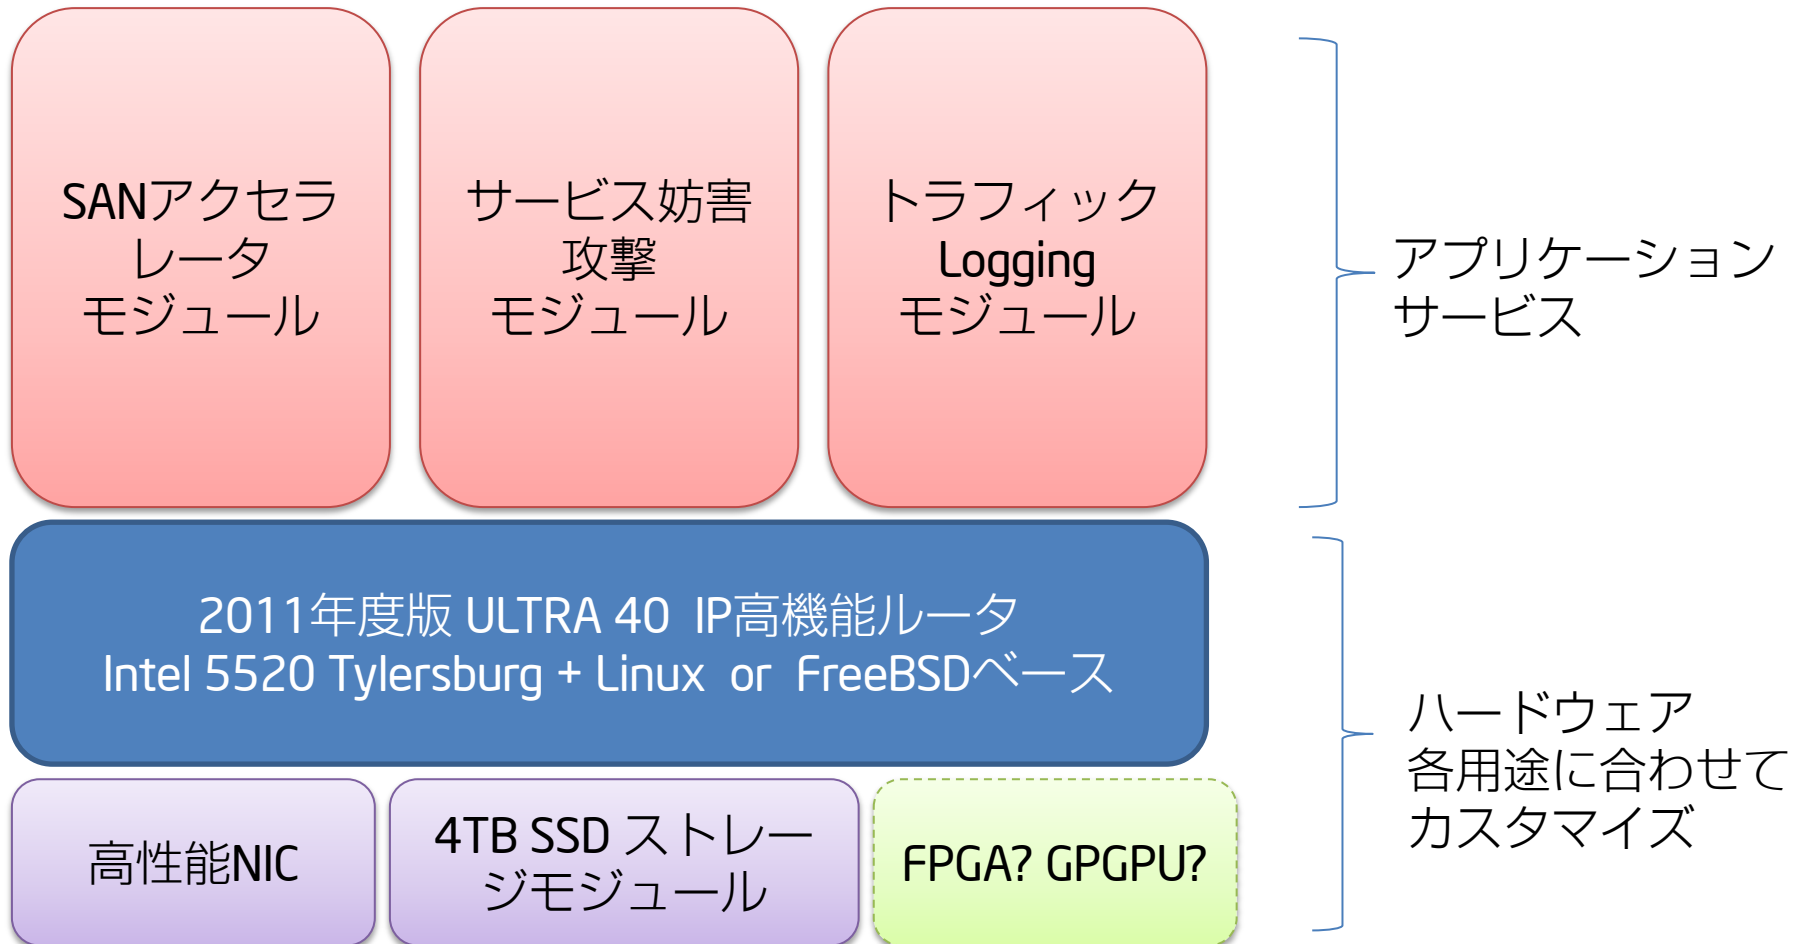 SANアクセラ
レータ
モジュール
サービス妨害
攻撃
モジュール
トラフィック
Logging
モジュール
アプリケーション
サービス
2011年度版 ULTRA 40 IP高機能ルータ
Intel 5520 Tylersburg + Linux or FreeBSDベース
ハードウェア
各用途に合わせて
カスタマイズ
高性能NIC
4TB SSD ストレー
ジモジュール
FPGA? GPGPU?